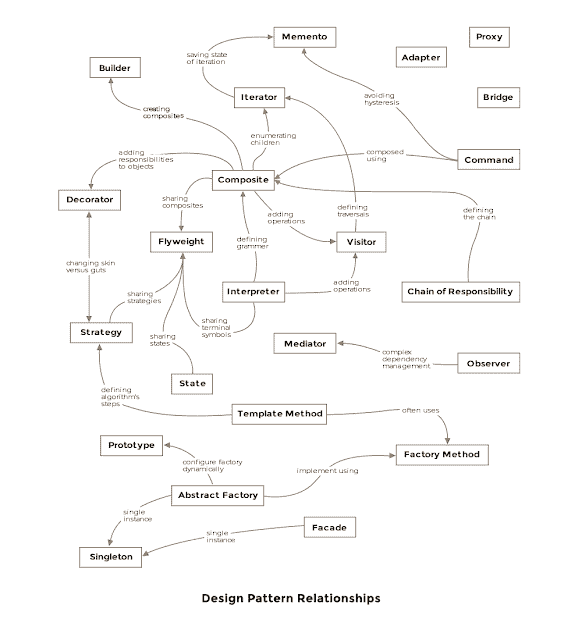 Memento
Proxy
saving state
of iteration
Adapter
Builder
Iterator
avoiding
hysteresis
Bridge
creating
composites
enumerating
children
adding
responsibilities
to objects
composed
using
Command
Composite
Decorator
sharing
composites
adding
operations
defining
traversals
defining
the chain
Flyweight
defining
grammer
Visitor
changing skin
versus guts
Interpreter
adding
operations
Chain of Responsibility
sharing
strategies
Strategy
sharing
states
sharing
terminal
symbols
Mediator
complex
dependency
management
Observer
State
defining
algorithm's
steps
Template Method
often uses
Prototype
Factory Method
configure factory
dynamically
implement using
Abstract Factory
single
instance
Facade
single
instance
Singleton
Design Pattern Relationships